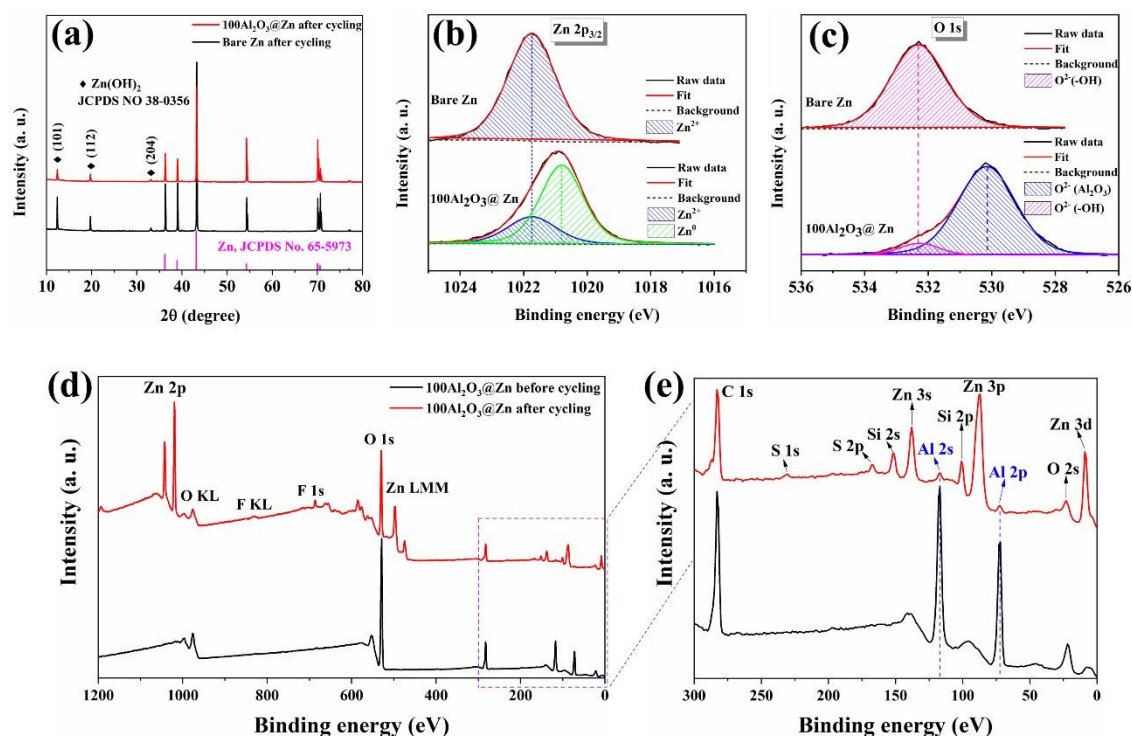 (a)
100Al₂O₃@Zn after cycling
Bare Zn after cycling
♦ Zn(OH)₂
JCPDS NO 38-0356
♦ (101)
♦ (112)
♦ (204)
Zn, JCPDS No. 65-5973
Intensity (a. u.)
10 20 30 40 50 60 70 80
2θ (degree)
(b)
Zn 2p₃/₂
Raw data
Fit
Background
Zn²⁺
Bare Zn
Raw data
Fit
Background
Zn²⁺
Zn⁰
100Al₂O₃@ Zn
Intensity (a. u.)
1024 1022 1020 1018 1016 1014
Binding energy (eV)
(c)
O 1s
Raw data
Fit
Background
O²⁻(-OH)
Bare Zn
Raw data
Fit
Background
O²⁻ (Al₂O₃)
O²⁻ (-OH)
100Al₂O₃@ Zn
Intensity (a. u.)
536 534 532 530 528 526
Binding energy (eV)
(d)
100Al₂O₃@Zn before cycling
100Al₂O₃@Zn after cycling
Zn 2p
O KL
F KL
F 1s
O 1s
Zn LMM
Intensity (a. u.)
1200 1000 800 600 400 200 0
Binding energy (eV)
(e)
C 1s
S 1s
S 2p
Si 2s
Zn 3s
Al 2s
Si 2p
Zn 3p
Al 2p
O 2s
Zn 3d
Intensity (a. u.)
300 250 200 150 100 50 0
Binding energy (eV)